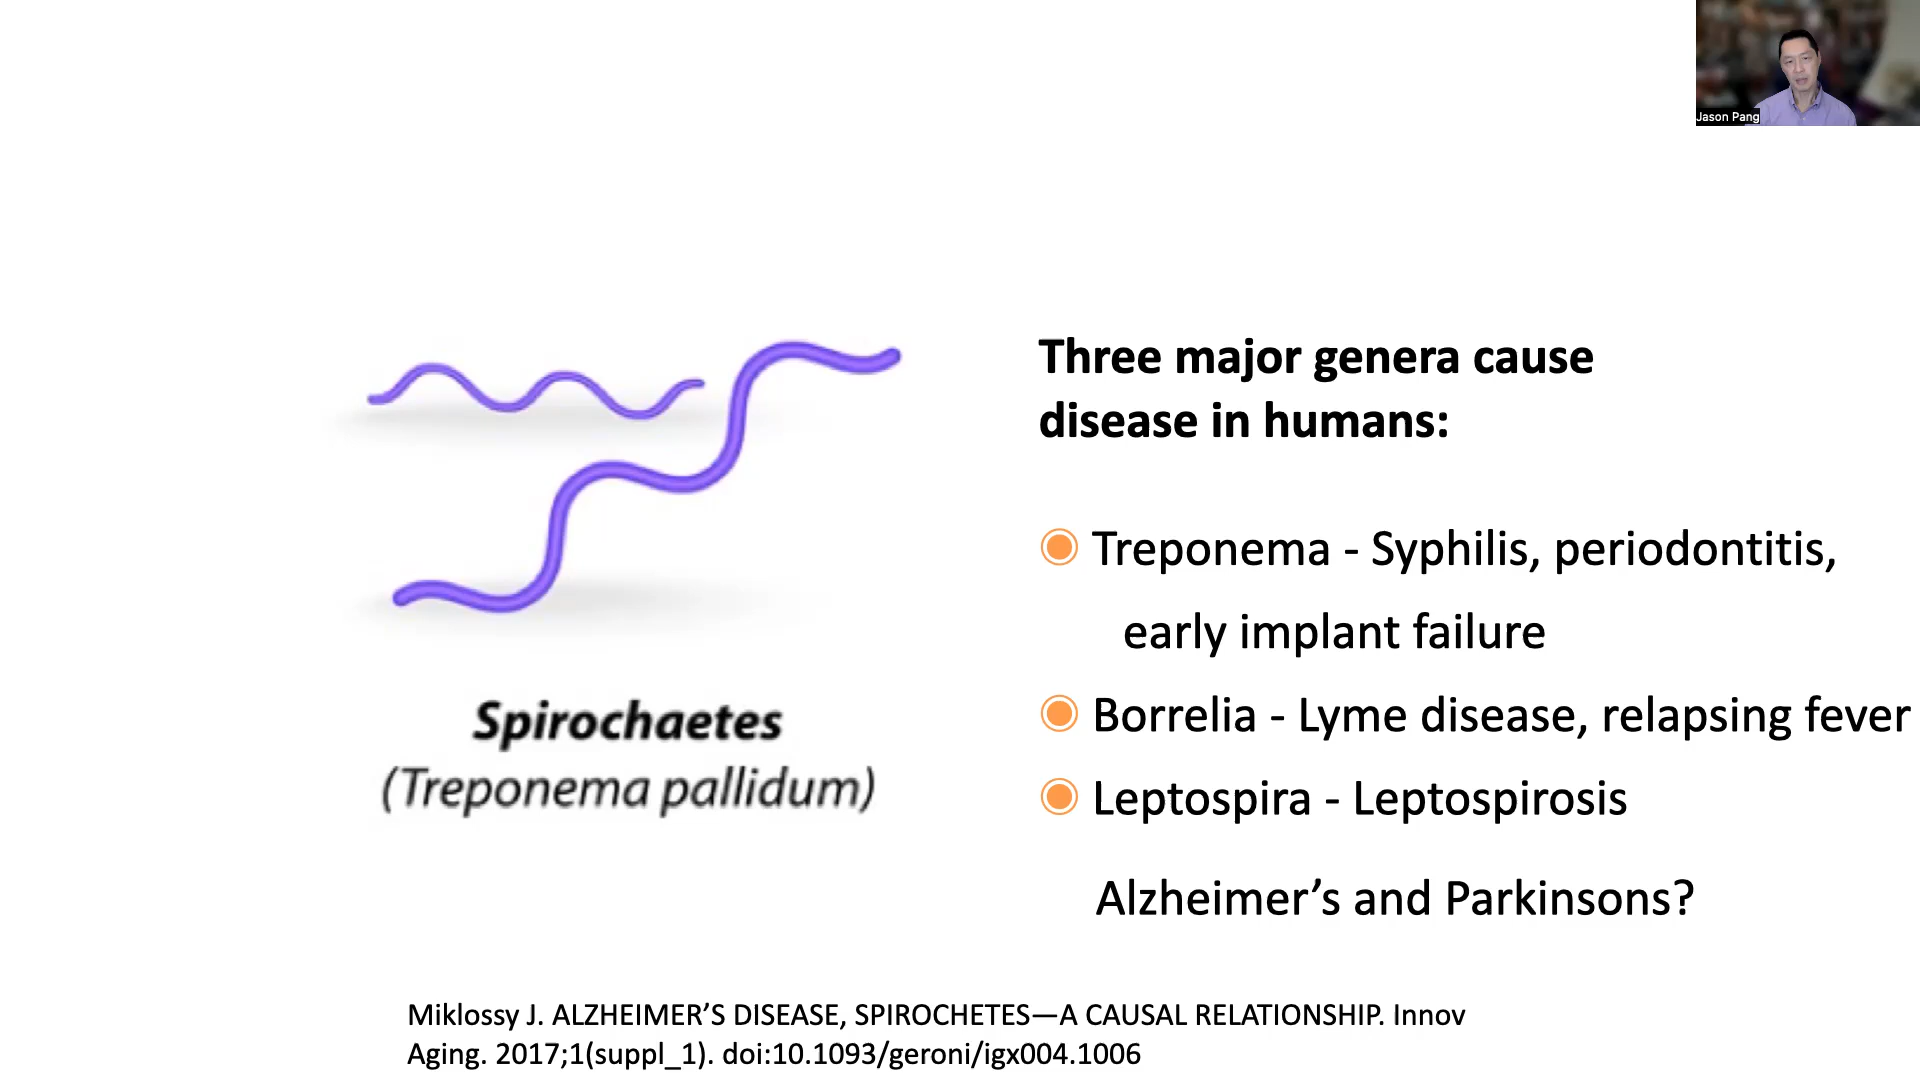 Jason Pang
Three major genera cause
disease in humans:
Treponema - Syphilis, periodontitis,
early implant failure
Borrelia - Lyme disease, relapsing fever
Leptospira - Leptospirosis
Alzheimer’s and Parkinsons?
Spirochaetes
(Treponema pallidum)
Miklossy J. ALZHEIMER’S DISEASE, SPIROCHETES—A CAUSAL RELATIONSHIP. Innov
Aging. 2017;1(suppl_1). doi:10.1093/geroni/igx004.1006